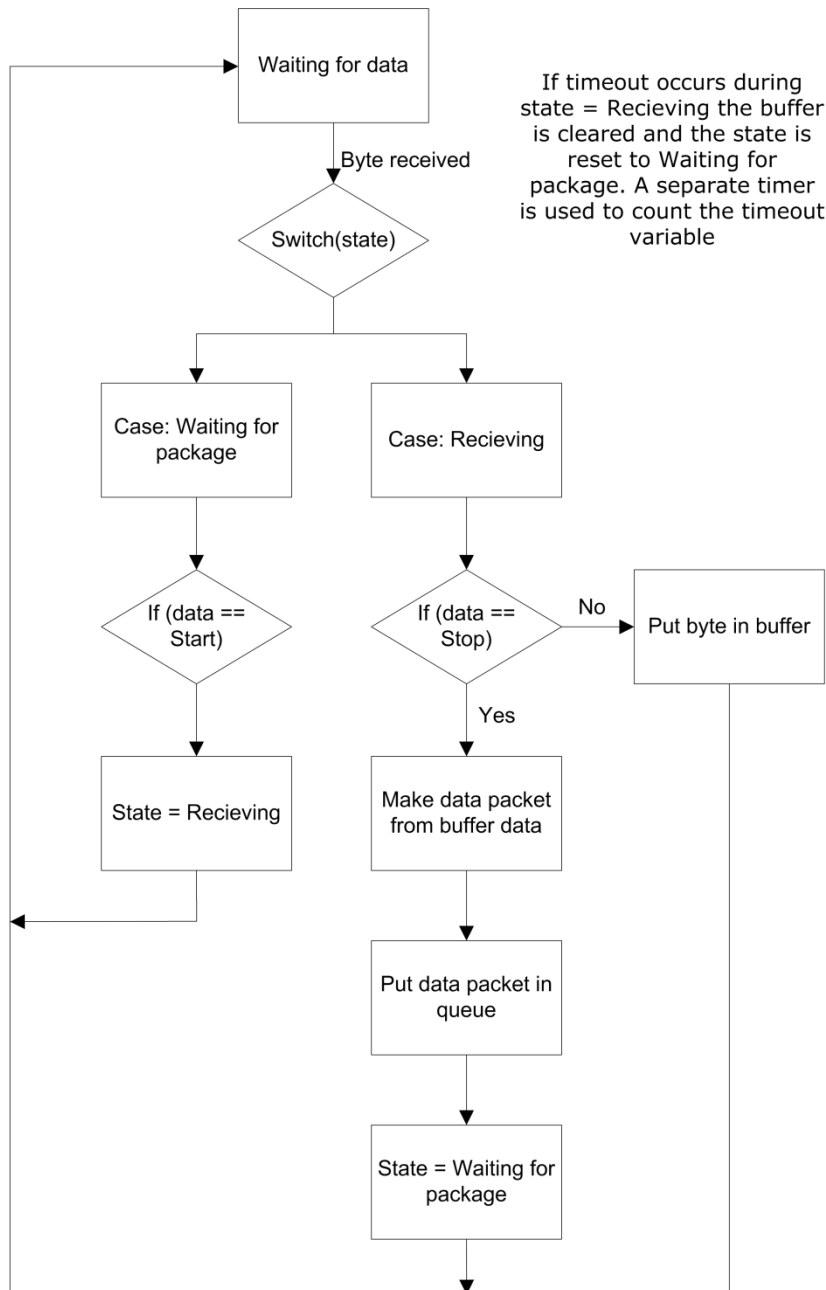 Waiting for data
If timeout occurs during
state = Recieving the buffer
is cleared and the state is
reset to Waiting for
package. A separate timer
is used to count the timeout
variable
Byte received
Switch(state)
Case: Waiting for
package
Case: Recieving
If (data ==
Start)
If (data ==
Stop)
No
Put byte in buffer
Yes
State = Recieving
Make data packet
from buffer data
Put data packet in
queue
State = Waiting for
package